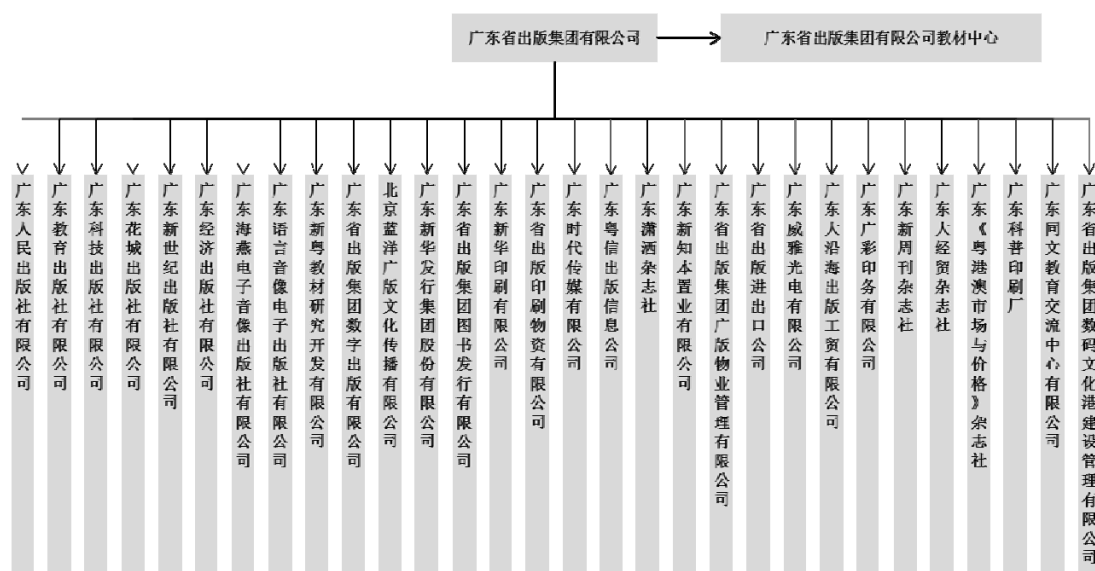 广东省出版集团有限公司
广东省出版集团有限公司教材中心
广东人民出版社有限公司
广东教育出版社有限公司
广东科技出版社有限公司
广东花城出版社有限公司
广东新世纪出版社有限公司
广东经济出版社有限公司
广东海燕电子音像出版社有限公司
广东语言音像电子出版社有限公司
广东新粤教材研究开发有限公司
广东省出版集团数字出版有限公司
北京蓝洋广版文化传播有限公司
广东新华发行集团股份有限公司
广东省出版集团图书发行有限公司
广东新华印刷有限公司
广东省出版印刷物资有限公司
广东时代传媒有限公司
广东粤信出版信息公司
广东潇洒杂志社
广东新知本置业有限公司
广东省出版集团广版物业管理有限公司
广东省出版进出口公司
广东威雅光电有限公司
广东大沿海出版工贸有限公司
广东广彩印务有限公司
广东新周刊杂志社
广东大经贸杂志社
广东《粤港澳市场与价格》杂志社
广东科普印刷厂
广东同文教育交流中心有限公司
广东省出版集团数码文化港建设管理有限公司